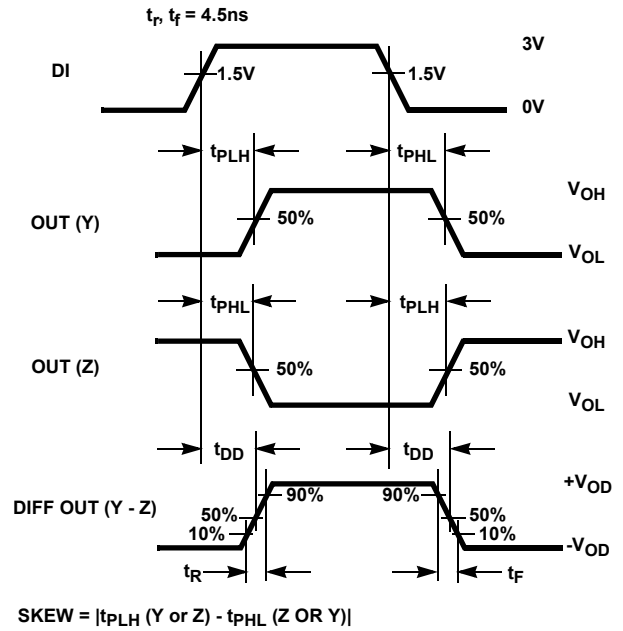 tr, tf = 4.5ns
3V
DI
1.5V
1.5V
0V
tPLH
tPHL
VOH
OUT (Y)
50%
50%
VOL
tPHL
tPLH
VOH
OUT (Z)
50%
50%
VOL
tDD
tDD
+VOD
90%
90%
DIFF OUT (Y - Z)
50%
50%
10%
10%
-VOD
tR
tF
SKEW = |tPLH (Y or Z) - tPHL (Z OR Y)|